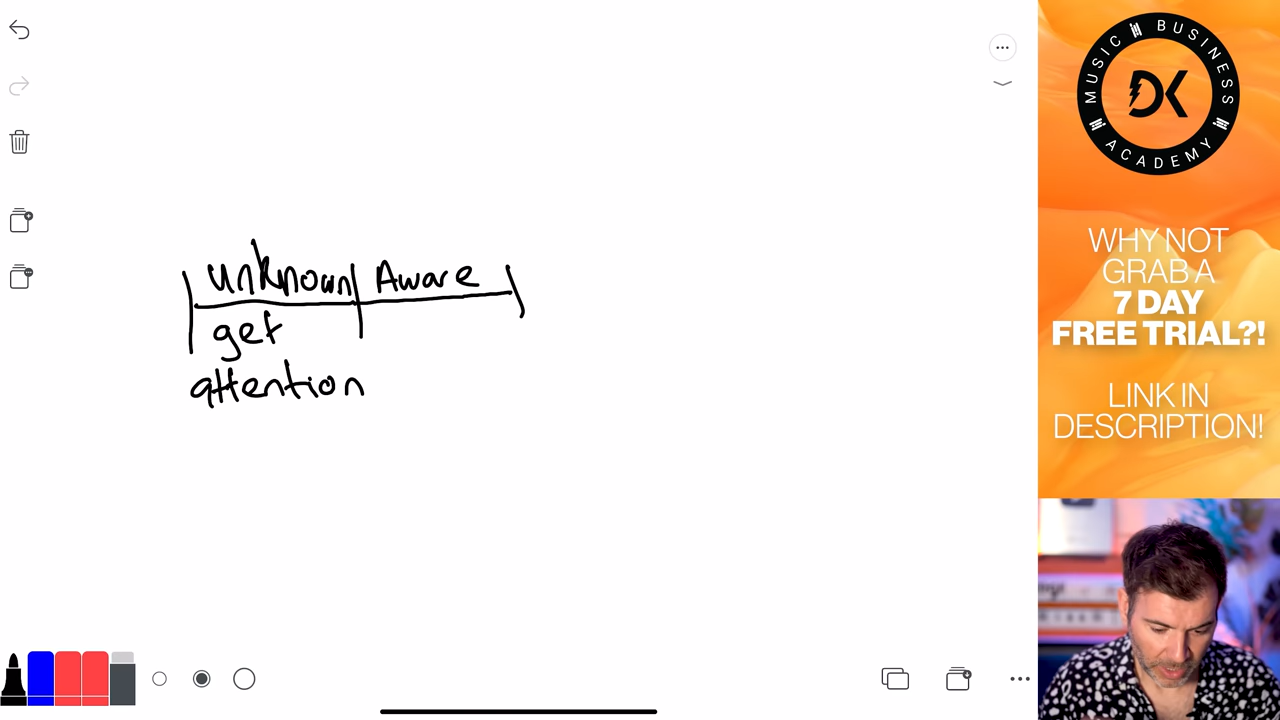 unknown Aware
get
attention
MUSIC BUSINESS
DK
ACADEMY
WHY NOT
GRAB A
7 DAY
FREE TRIAL?!
LINK IN
DESCRIPTION!